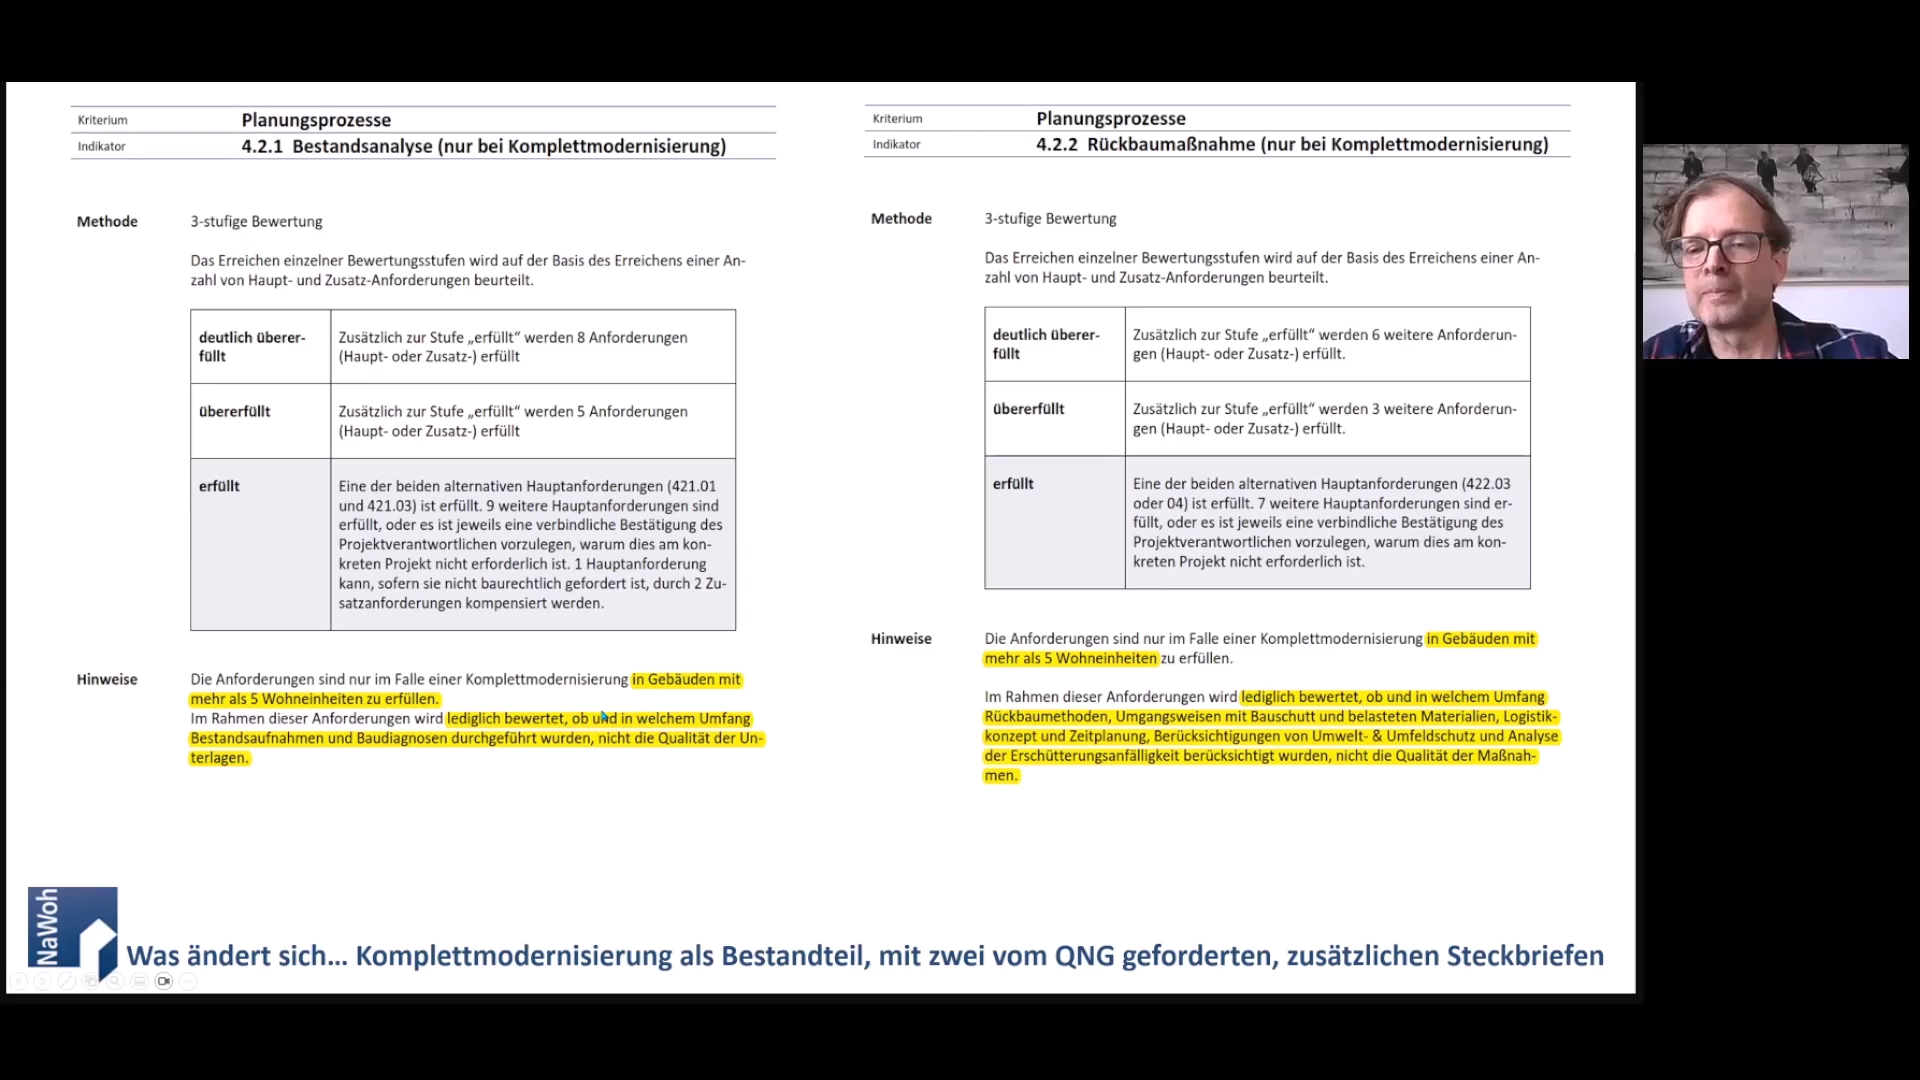 Kriterium Planungsprozesse
Indikator 4.2.1 Bestandsanalyse (nur bei Komplettmodernisierung)
Methode 3-stufige Bewertung
Das Erreichen einzelner Bewertungsstufen wird auf der Basis des Erreichens einer An-
zahl von Haupt- und Zusatz-Anforderungen beurteilt.
deutlich überer-
füllt
Zusätzlich zur Stufe „erfüllt“ werden 8 Anforderungen
(Haupt- oder Zusatz-) erfüllt
übererfüllt
Zusätzlich zur Stufe „erfüllt“ werden 5 Anforderungen
(Haupt- oder Zusatz-) erfüllt
erfüllt
Eine der beiden alternativen Hauptanforderungen (421.01
und 421.03) ist erfüllt. 9 weitere Hauptanforderungen sind
erfüllt, oder es ist jeweils eine verbindliche Bestätigung des
Projektverantwortlichen vorzulegen, warum dies am kon-
kreten Projekt nicht erforderlich ist. 1 Hauptanforderung
kann, sofern sie nicht baurechtlich gefordert ist, durch 2 Zu-
satzanforderungen kompensiert werden.
Hinweise Die Anforderungen sind nur im Falle einer Komplettmodernisierung in Gebäuden mit
mehr als 5 Wohneinheiten zu erfüllen.
Im Rahmen dieser Anforderungen wird lediglich bewertet, ob und in welchem Umfang
Bestandsaufnahmen und Baudiagnosen durchgeführt wurden, nicht die Qualität der Un-
terlagen.
Kriterium Planungsprozesse
Indikator 4.2.2 Rückbaumaßnahme (nur bei Komplettmodernisierung)
Methode 3-stufige Bewertung
Das Erreichen einzelner Bewertungsstufen wird auf der Basis des Erreichens einer An-
zahl von Haupt- und Zusatz-Anforderungen beurteilt.
deutlich überer-
füllt
Zusätzlich zur Stufe „erfüllt“ werden 6 weitere Anforderun-
gen (Haupt- oder Zusatz-) erfüllt.
übererfüllt
Zusätzlich zur Stufe „erfüllt“ werden 3 weitere Anforderun-
gen (Haupt- oder Zusatz-) erfüllt.
erfüllt
Eine der beiden alternativen Hauptanforderungen (422.03
oder 04) ist erfüllt. 7 weitere Hauptanforderungen sind er-
füllt, oder es ist jeweils eine verbindliche Bestätigung des
Projektverantwortlichen vorzulegen, warum dies am kon-
kreten Projekt nicht erforderlich ist.
Hinweise Die Anforderungen sind nur im Falle einer Komplettmodernisierung in Gebäuden mit
mehr als 5 Wohneinheiten zu erfüllen.
Im Rahmen dieser Anforderungen wird lediglich bewertet, ob und in welchem Umfang
Rückbaumethoden, Umgangsweisen mit Bauschutt und belasteten Materialien, Logistik-
konzept und Zeitplanung, Berücksichtigungen von Umwelt- & Umfeldschutz und Analyse
der Erschütterungsanfälligkeit berücksichtigt wurden, nicht die Qualität der Maßnah-
men.
NaWoh
Was ändert sich... Komplettmodernisierung als Bestandteil, mit zwei vom QNG geforderten, zusätzlichen Steckbriefen